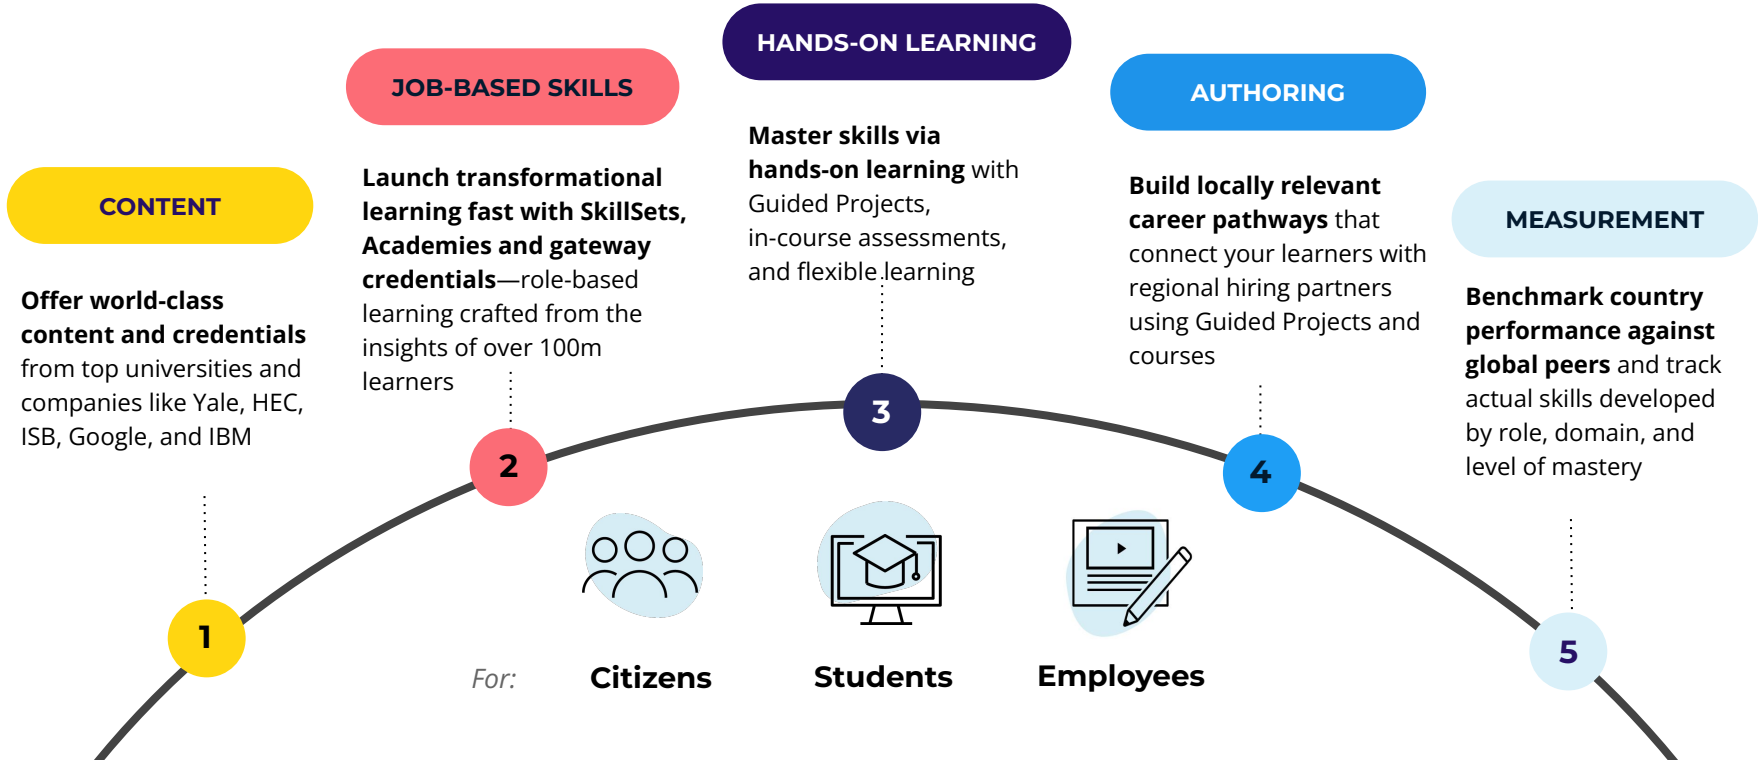 CONTENT
Offer world-class
content and credentials
from top universities and
companies like Yale, HEC,
ISB, Google, and IBM
1
JOB-BASED SKILLS
Launch transformational
learning fast with SkillSets,
Academies and gateway
credentials—role-based
learning crafted from the
insights of over 100m
learners
2
HANDS-ON LEARNING
Master skills via
hands-on learning with
Guided Projects,
in-course assessments,
and flexible learning
3
AUTHORING
Build locally relevant
career pathways that
connect your learners with
regional hiring partners
using Guided Projects and
courses
4
MEASUREMENT
Benchmark country
performance against
global peers and track
actual skills developed
by role, domain, and
level of mastery
5
For:
Citizens
Students
Employees